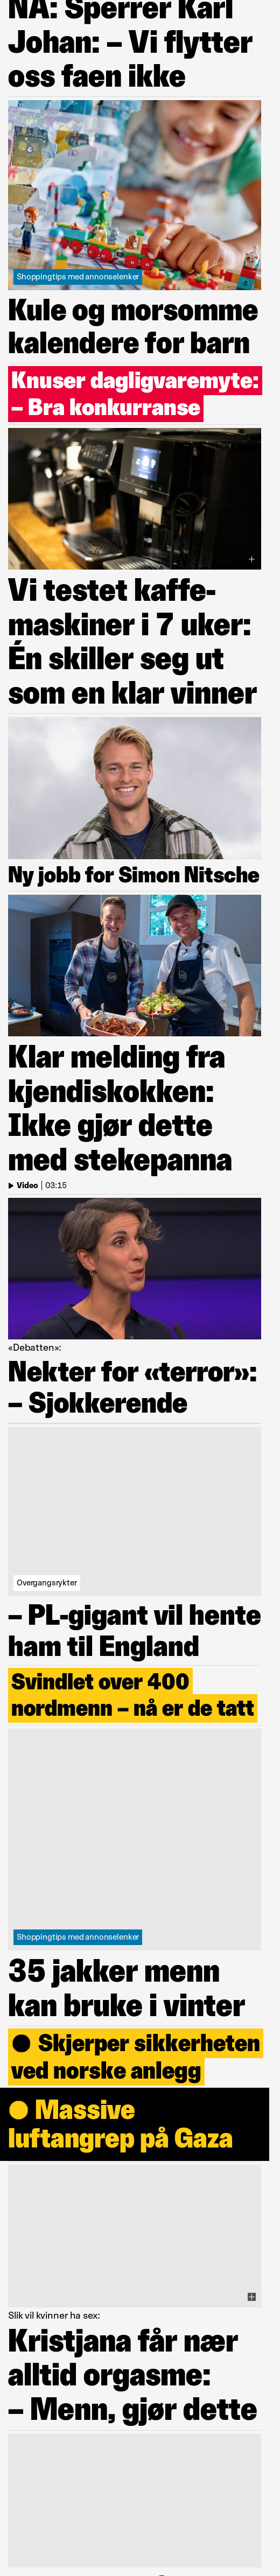 NÅ: Sperrer Karl
Johan: – Vi flytter
oss faen ikke
Shoppingtips med annonselenker
Kule og morsomme
kalendere for barn
Knuser dagligvaremyte:
– Bra konkurranse
Vi testet kaffe-
maskiner i 7 uker:
Én skiller seg ut
som en klar vinner
Ny jobb for Simon Nitsche
Klar melding fra
kjendiskokken:
Ikke gjør dette
med stekepanna
Video | 03:15
«Debatten»:
Nekter for «terror»:
– Sjokkerende
Overgangsrykter
– PL-gigant vil hente
ham til England
Svindlet over 400
nordmenn – nå er de tatt
Shoppingtips med annonselenker
35 jakker menn
kan bruke i vinter
● Skjerper sikkerheten
ved norske anlegg
● Massive
luftangrep på Gaza
Slik vil kvinner ha sex:
Kristjana får nær
alltid orgasme:
– Menn, gjør dette